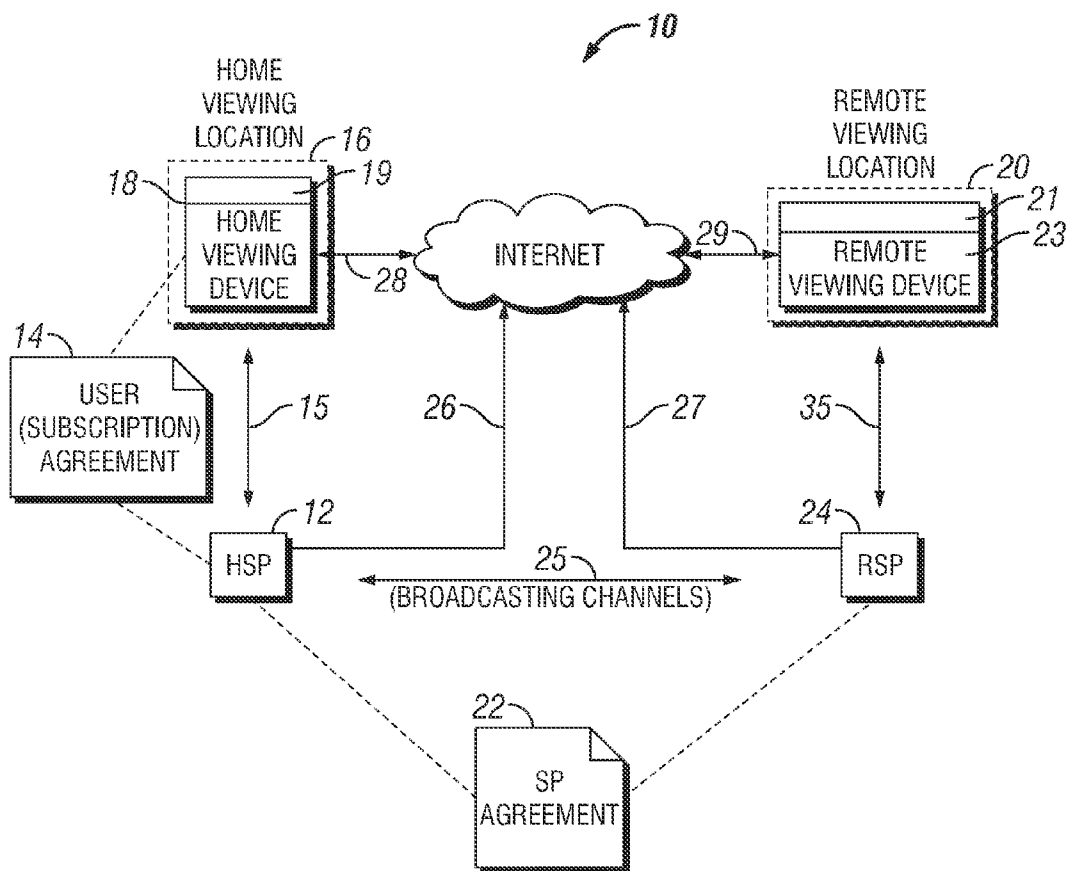 10
HOME
VIEWING
LOCATION
16
18
19
HOME
VIEWING
DEVICE
28
INTERNET
29
REMOTE
VIEWING
LOCATION
20
21
23
REMOTE
VIEWING DEVICE
14
USER
(SUBSCRIPTION)
AGREEMENT
15
26
27
35
12
HSP
25
(BROADCASTING CHANNELS)
24
RSP
22
SP
AGREEMENT